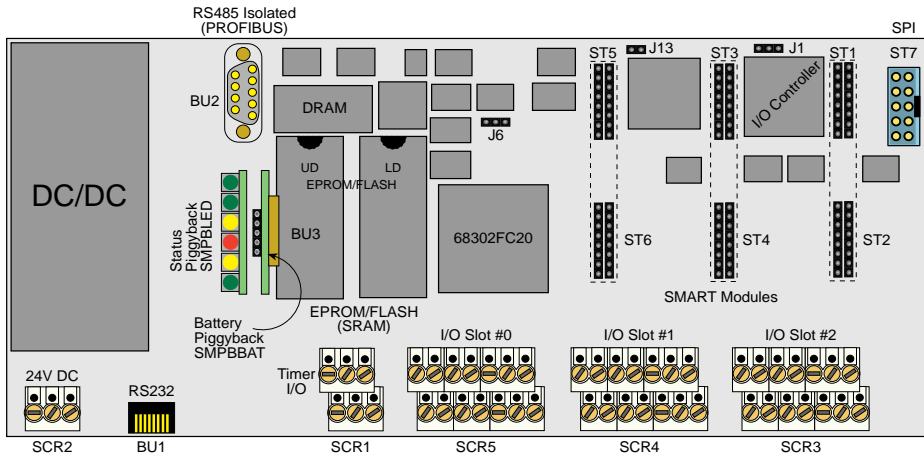 RS485 Isolated
(PROFIBUS)
SPI
ST5
J13
ST3
J1
ST1
ST7
BU2
DRAM
J6
I/O Controller
UD
LD
EPROM/FLASH
DC/DC
Status
Piggyback
SMPBLED
BU3
68302FC20
ST6
ST4
ST2
SMART Modules
Battery
Piggyback
SMPBBAT
EPROM/FLASH
(SRAM)
I/O Slot #0
I/O Slot #1
I/O Slot #2
24V DC
RS232
Timer
I/O
SCR2
BU1
SCR1
SCR5
SCR4
SCR3